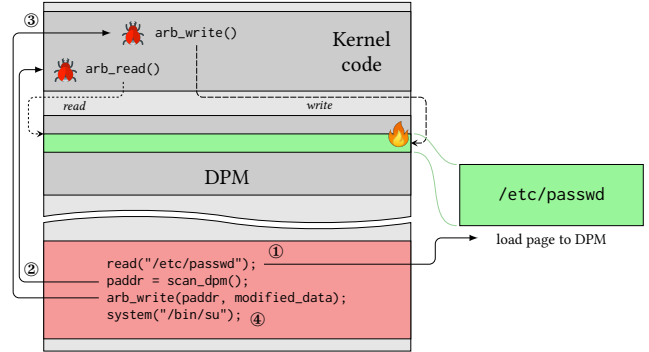 ③
arb_write()
Kernel
code
arb_read()
read
write
DPM
/etc/passwd
load page to DPM
①
②
read("/etc/passwd");
paddr = scan_dpm();
arb_write(paddr, modified_data);
system("/bin/su"); ④